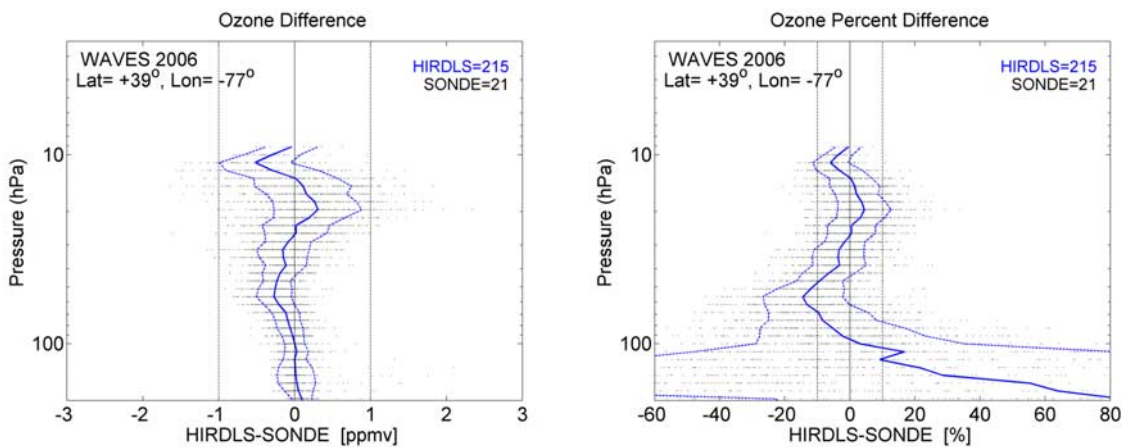 Ozone Difference
WAVES 2006
Lat= +39°, Lon= -77°
HIRDLS=215
SONDE=21
10
100
Pressure (hPa)
-3 -2 -1 0 1 2 3
HIRDLS-SONDE [ppmv]
Ozone Percent Difference
WAVES 2006
Lat= +39°, Lon= -77°
HIRDLS=215
SONDE=21
10
100
Pressure (hPa)
-60 -40 -20 0 20 40 60 80
HIRDLS-SONDE [%]